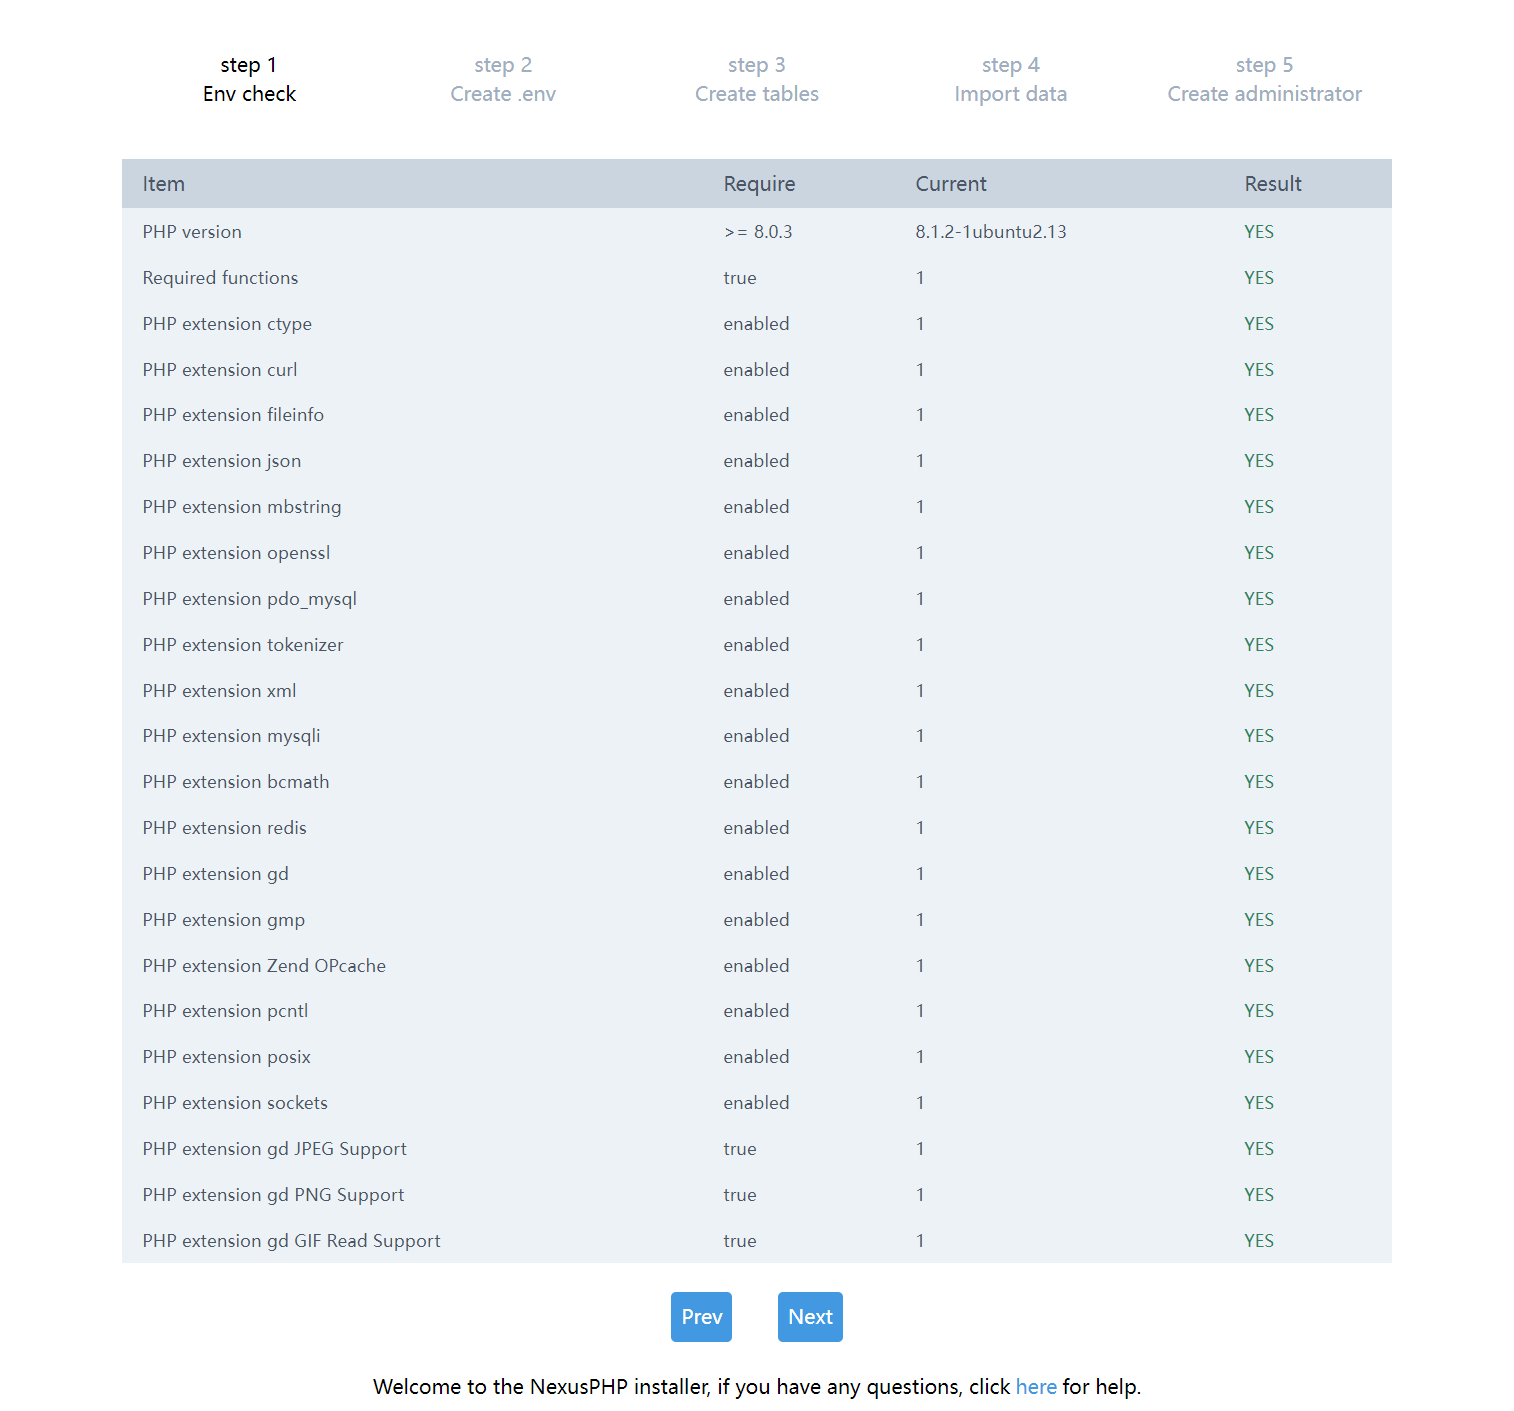 step 1 step 2 step 3 step 4 step 5
Env check Create .env Create tables Import data Create administrator
Item Require Current Result
PHP version >= 8.0.3 8.1.2-1ubuntu2.13 YES
Required functions true 1 YES
PHP extension ctype enabled 1 YES
PHP extension curl enabled 1 YES
PHP extension fileinfo enabled 1 YES
PHP extension json enabled 1 YES
PHP extension mbstring enabled 1 YES
PHP extension openssl enabled 1 YES
PHP extension pdo_mysql enabled 1 YES
PHP extension tokenizer enabled 1 YES
PHP extension xml enabled 1 YES
PHP extension mysqli enabled 1 YES
PHP extension bcmath enabled 1 YES
PHP extension redis enabled 1 YES
PHP extension gd enabled 1 YES
PHP extension gmp enabled 1 YES
PHP extension Zend OPcache enabled 1 YES
PHP extension pcntl enabled 1 YES
PHP extension posix enabled 1 YES
PHP extension sockets enabled 1 YES
PHP extension gd JPEG Support true 1 YES
PHP extension gd PNG Support true 1 YES
PHP extension gd GIF Read Support true 1 YES
Prev Next
Welcome to the NexusPHP installer, if you have any questions, click here for help.